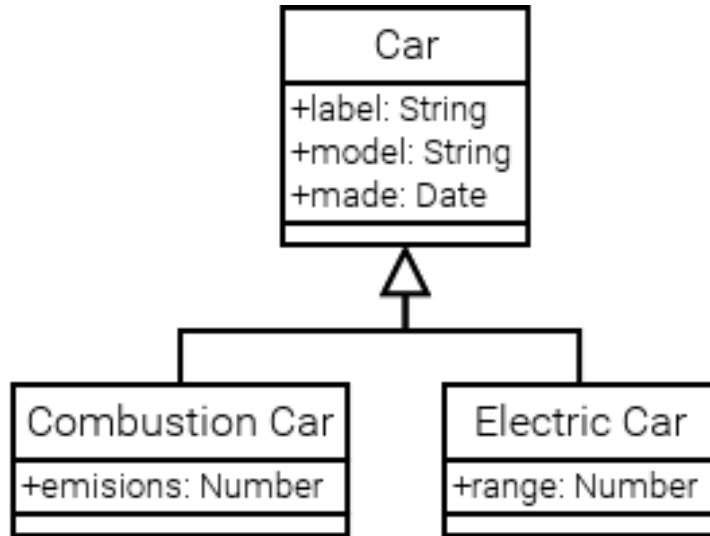 Car
+label: String
+model: String
+made: Date
Combustion Car
+emisions: Number
Electric Car
+range: Number